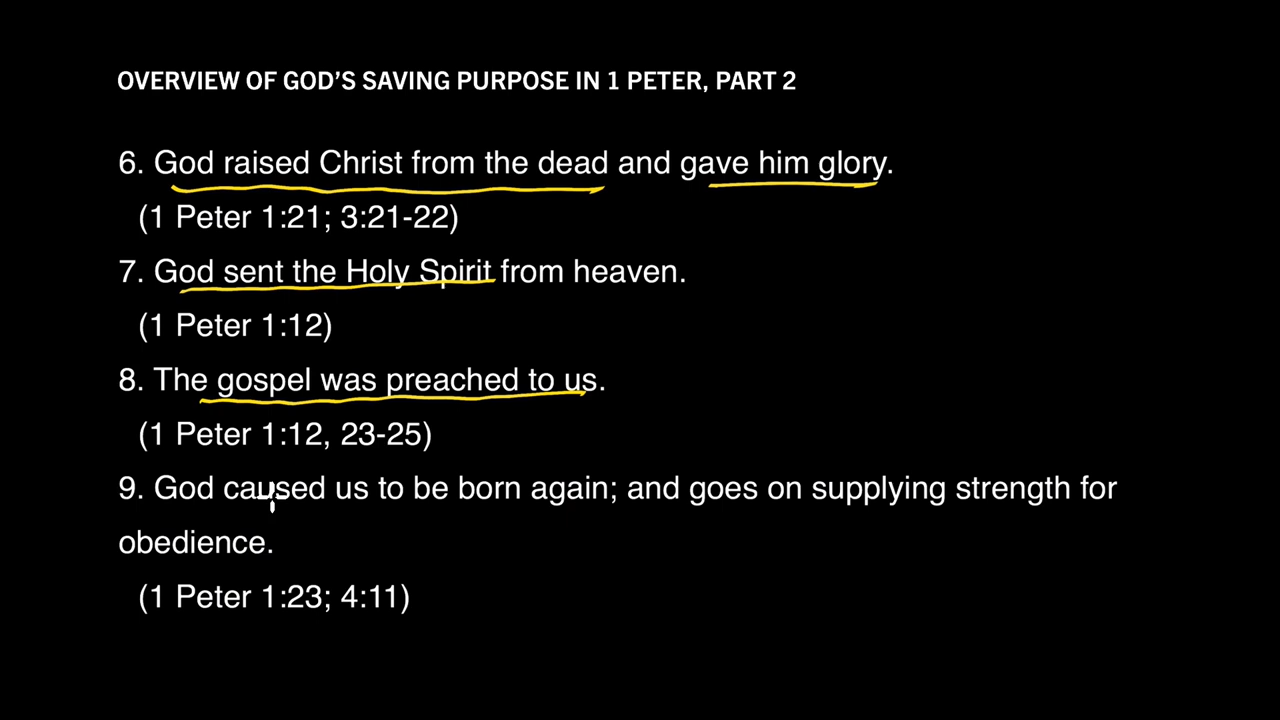 OVERVIEW OF GOD'S SAVING PURPOSE IN 1 PETER, PART 2
6. God raised Christ from the dead and gave him glory.
(1 Peter 1:21; 3:21-22)
7. God sent the Holy Spirit from heaven.
(1 Peter 1:12)
8. The gospel was preached to us.
(1 Peter 1:12, 23-25)
9. God caused us to be born again; and goes on supplying strength for
obedience.
(1 Peter 1:23; 4:11)